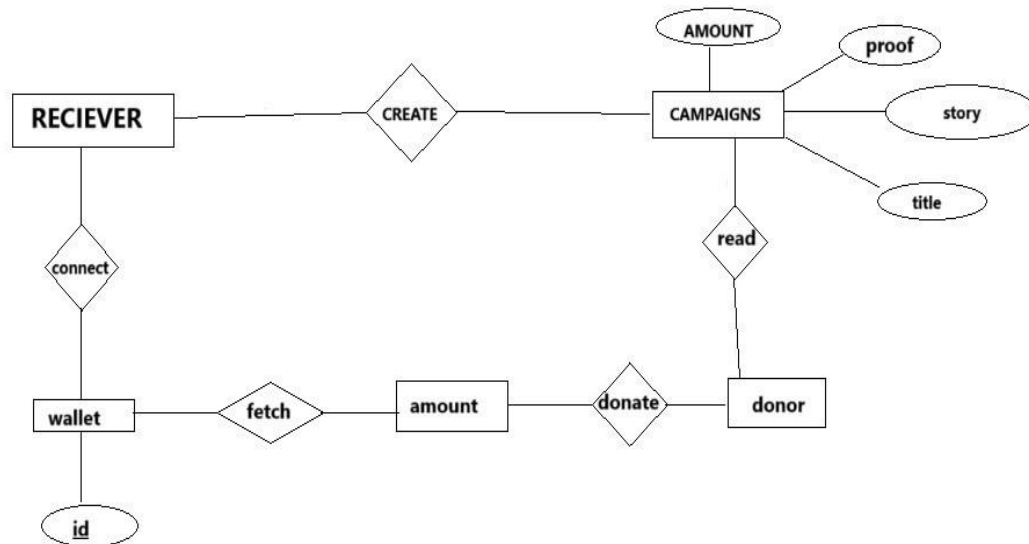 AMOUNT
proof
RECIEVER
CREATE
CAMPAIGNS
story
title
read
connect
wallet
fetch
amount
donate
donor
id